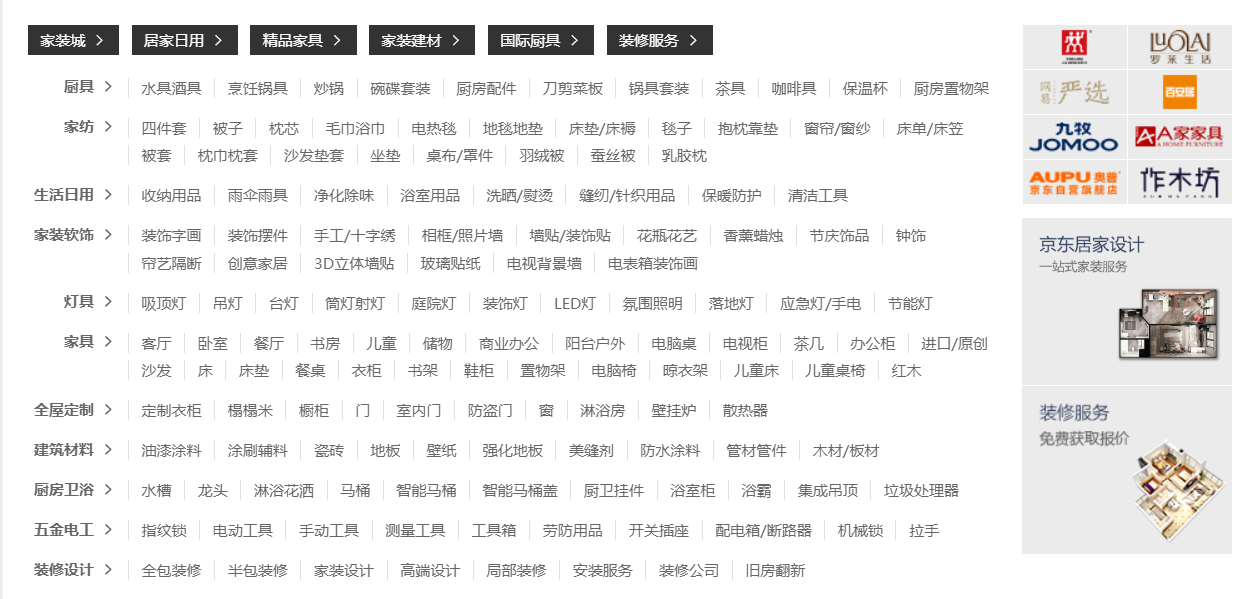 家装城 居家日用 精品家具 家装建材 国际厨具 装修服务
厨具 水具酒具 烹饪锅具 炒锅 碗碟套装 厨房配件 刀剪菜板 锅具套装 茶具 咖啡具 保温杯 厨房置物架
家纺 四件套 被子 枕芯 毛巾浴巾 电热毯 地毯地垫 床垫/床褥 毯子 抱枕靠垫 窗帘/窗纱 床单/床笠
被套 枕巾枕套 沙发垫套 坐垫 桌布/罩件 羽绒被 蚕丝被 乳胶枕
生活日用 收纳用品 雨伞雨具 净化除味 浴室用品 洗晒/熨烫 缝纫/针织用品 保暖防护 清洁工具
家装软饰 装饰字画 装饰摆件 手工/十字绣 相框/照片墙 墙贴/装饰贴 花瓶花艺 香薰蜡烛 节庆饰品 钟饰
帘艺隔断 创意家居 3D立体墙贴 玻璃贴纸 电视背景墙 电表箱装饰画
灯具 吸顶灯 吊灯 台灯 筒灯射灯 庭院灯 装饰灯 LED灯 氛围照明 落地灯 应急灯/手电 节能灯
家具 客厅 卧室 餐厅 书房 儿童 储物 商业办公 阳台户外 电脑桌 电视柜 茶几 办公柜 进口/原创
沙发 床 床垫 餐桌 衣柜 书架 鞋柜 置物架 电脑椅 晾衣架 儿童床 儿童桌椅 红木
全屋定制 定制衣柜 榻榻米 橱柜 门 室内门 防盗门 窗 淋浴房 壁挂炉 散热器
建筑材料 油漆涂料 涂刷辅料 瓷砖 地板 壁纸 强化地板 美缝剂 防水涂料 管材管件 木材/板材
厨房卫浴 水槽 龙头 淋浴花洒 马桶 智能马桶 智能马桶盖 厨卫挂件 浴室柜 浴霸 集成吊顶 垃圾处理器
五金电工 指纹锁 电动工具 手动工具 测量工具 工具箱 劳防用品 开关插座 配电箱/断路器 机械锁 拉手
装修设计 全包装修 半包装修 家装设计 高端设计 局部装修 安装服务 装修公司 旧房翻新
LUOLAI
罗莱生活
网易严选 百安居
九牧
JOMOO
A家家具
A HOME FURNITURE
AUPU奥普
京东自营旗舰店
作木坊
京东居家设计
一站式家装服务
装修服务
免费获取报价